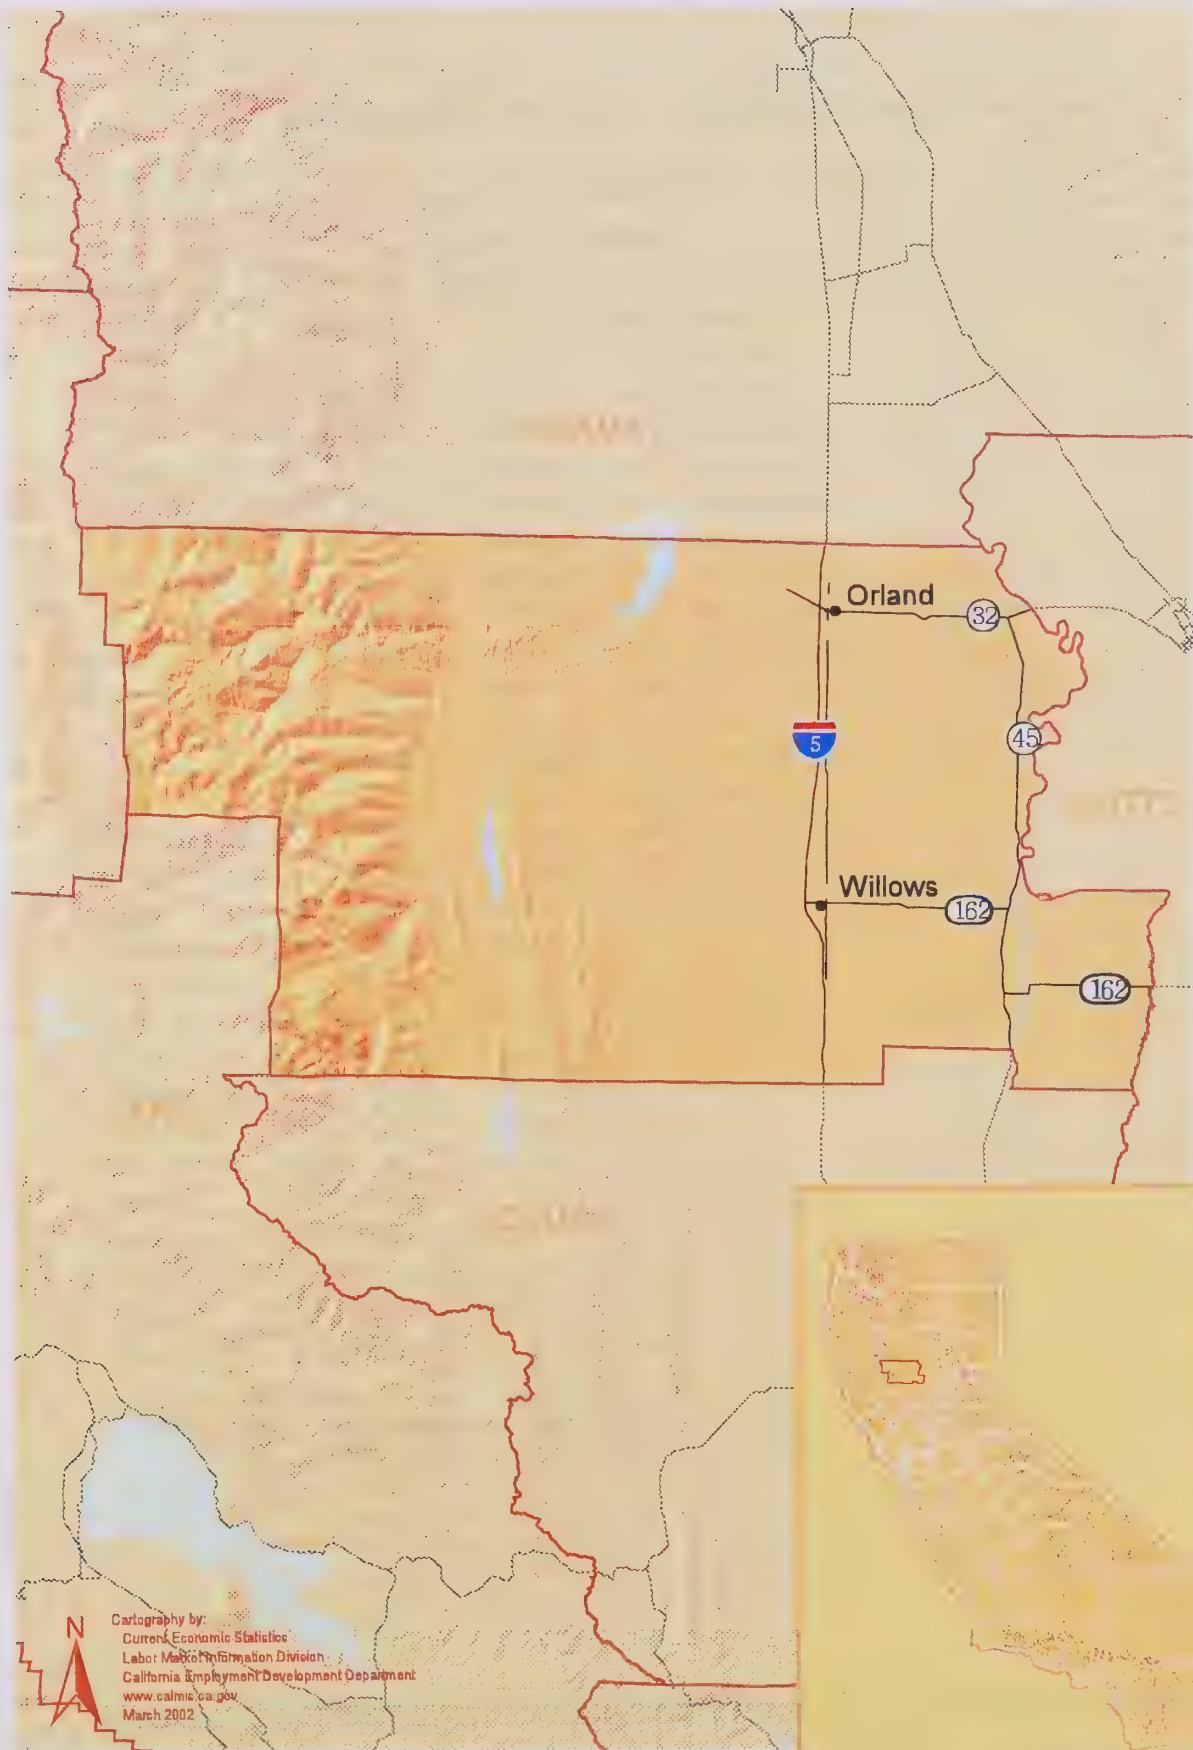 Orland
32
5
45
Willows
162
162
N
Cartography by:
Current Economic Statistics
Labor Market Information Division
California Employment Development Department
www.calmis.ca.gov
March 2002